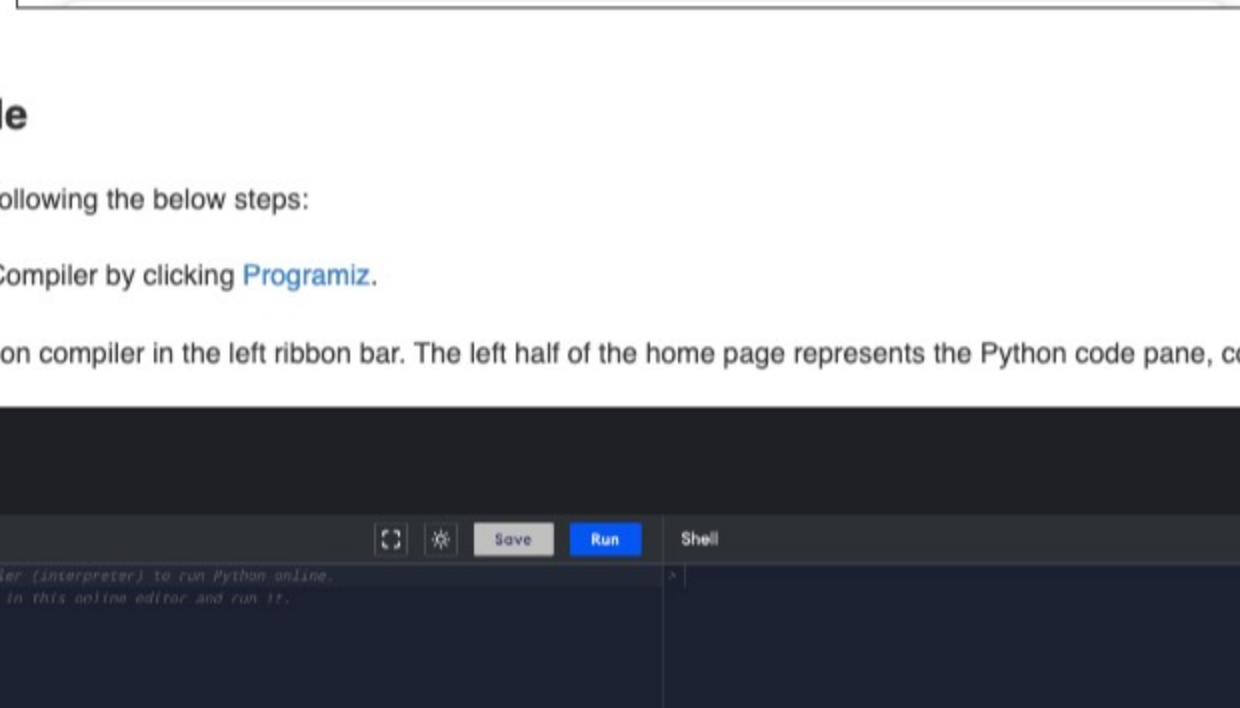 le
ollowing the below steps:
Compiler by clicking Programiz.
on compiler in the left ribbon bar. The left half of the home page represents the Python code pane, co
Save Run Shell
ler (interpreter) to run Python online.
in this online editor and run it.
>